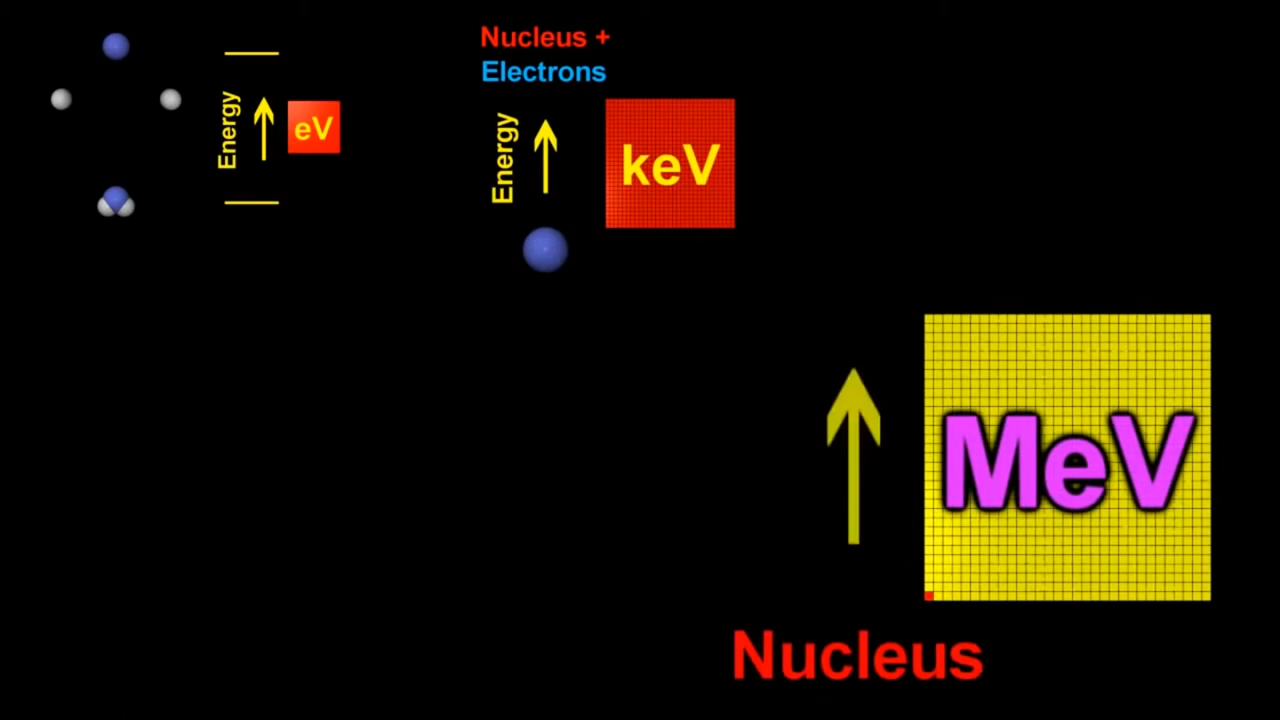 Energy
eV
Nucleus +
Electrons
Energy
keV
MeV
Nucleus